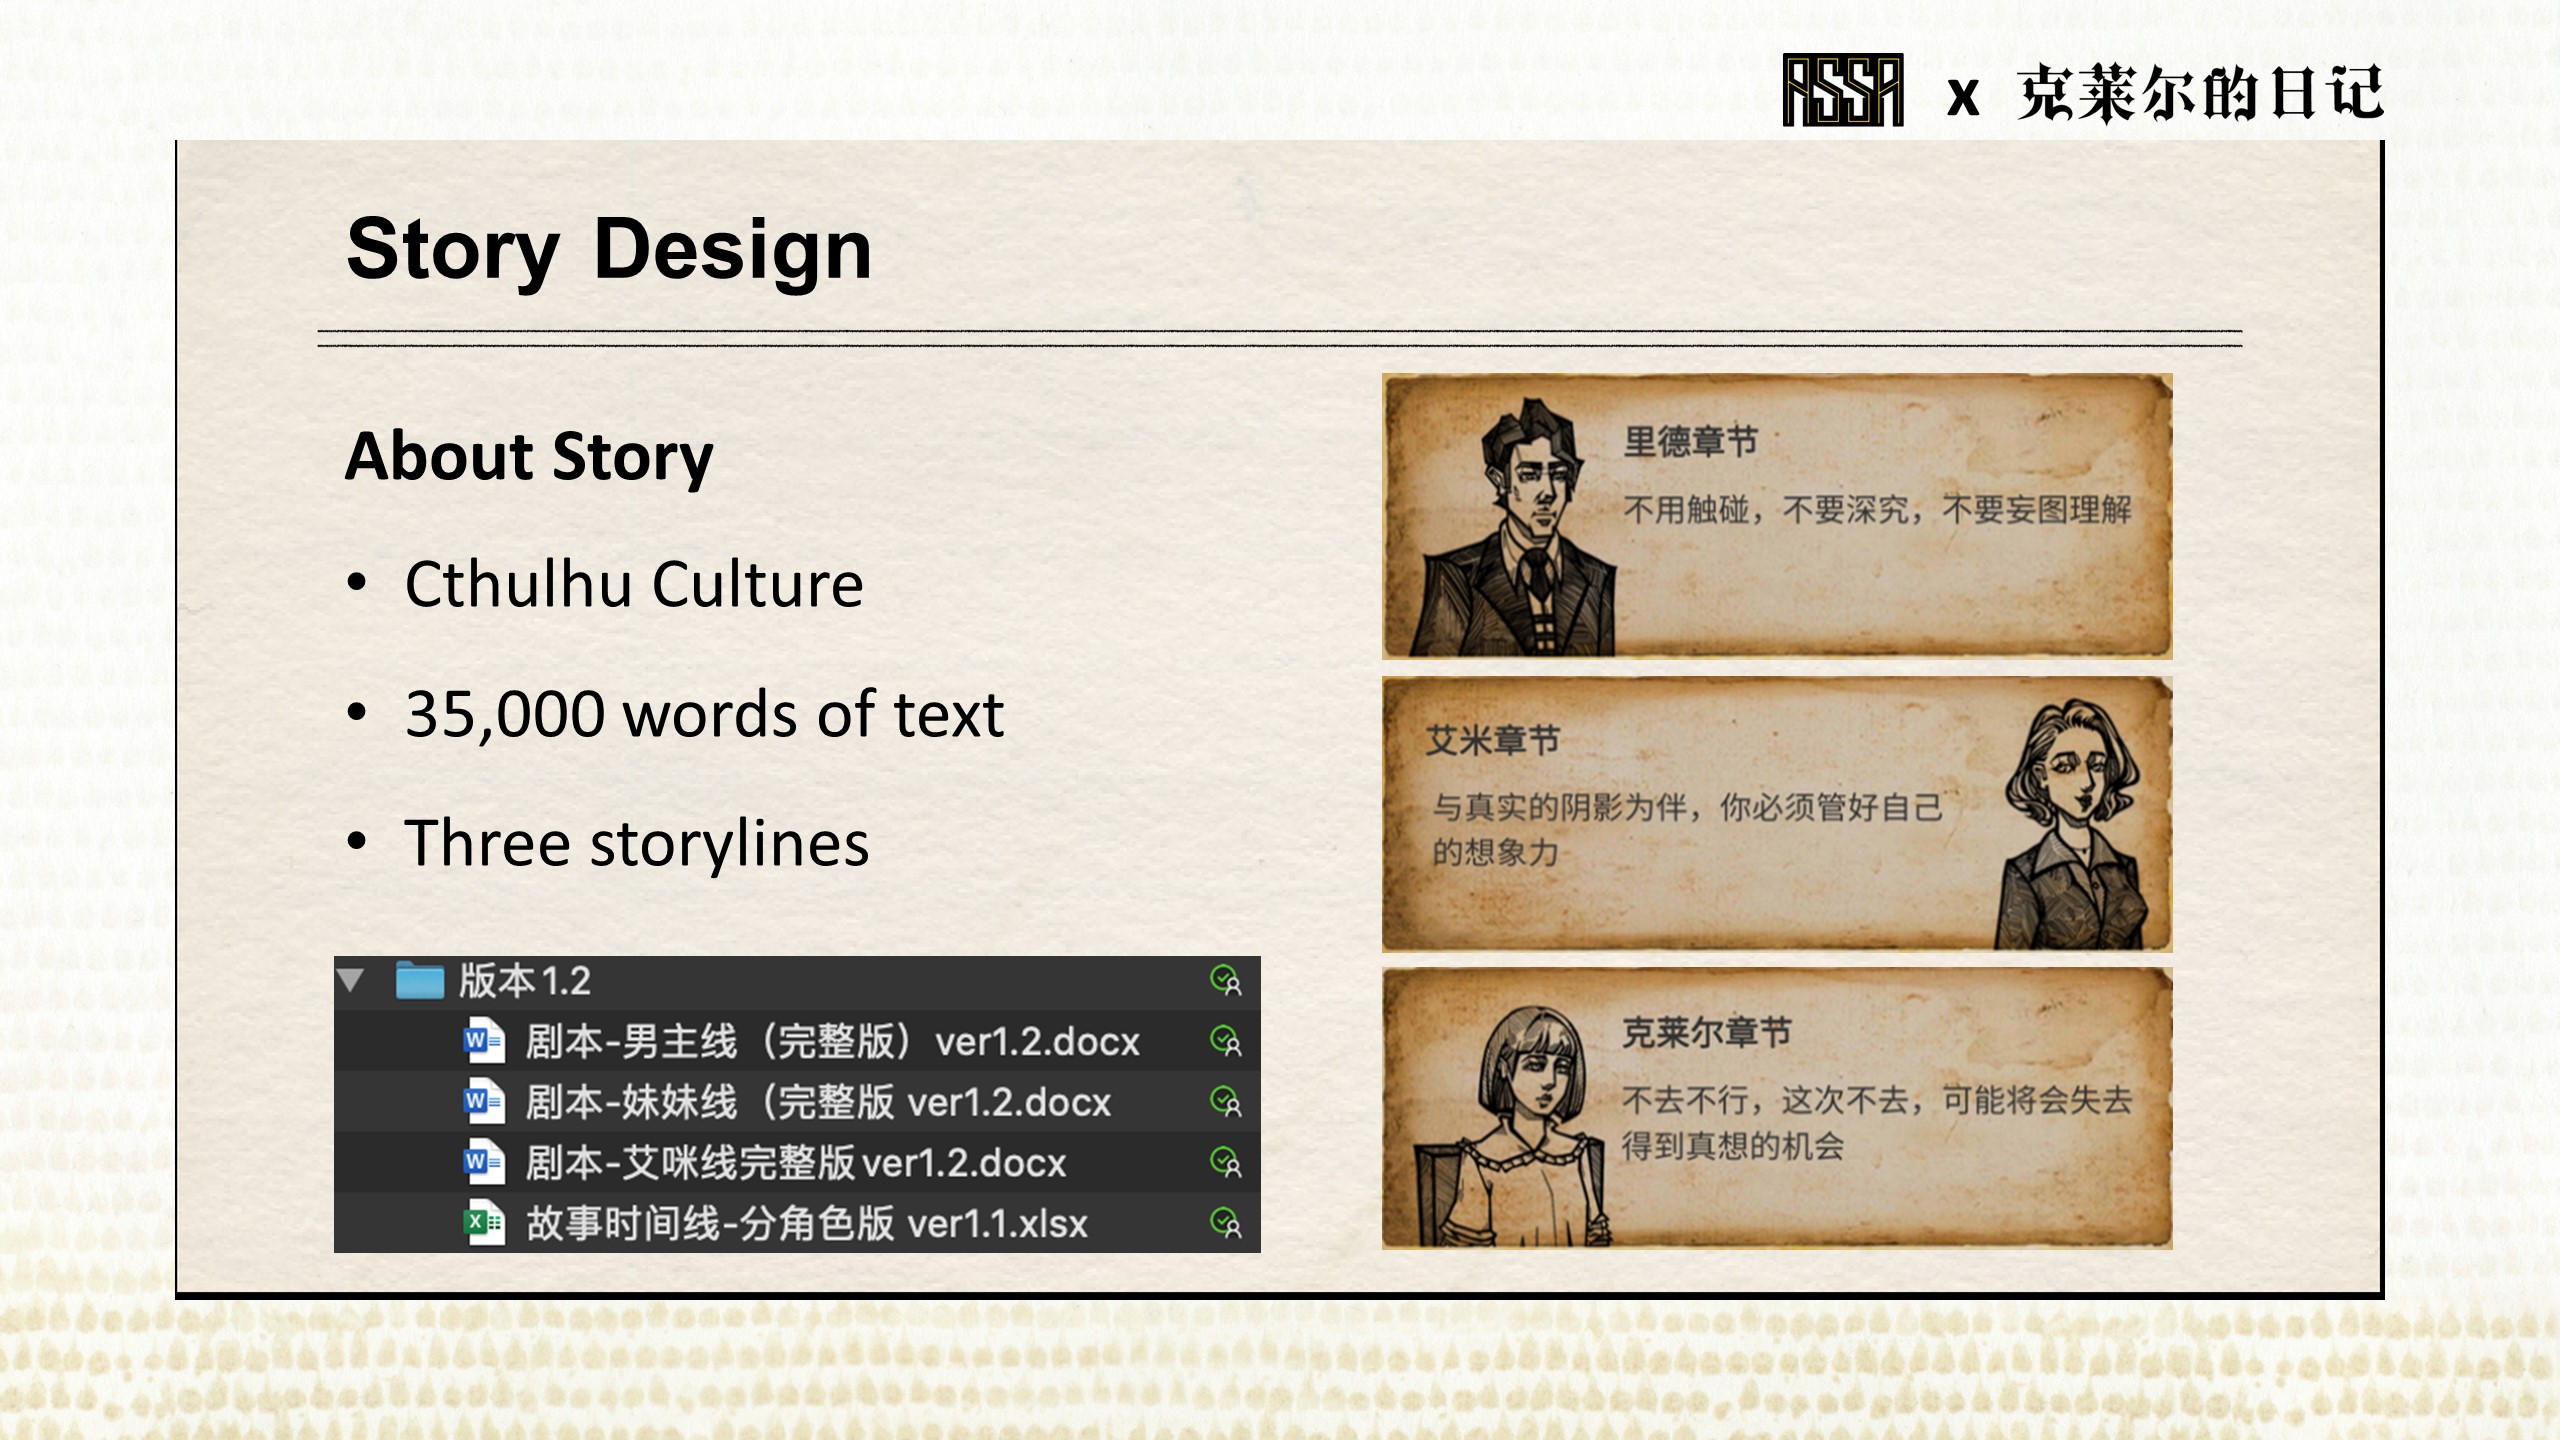 ASSA x 克莱尔的日记
Story Design
About Story
• Cthulhu Culture
• 35,000 words of text
• Three storylines
版本1.2
剧本-男主线（完整版）ver1.2.docx
剧本-妹妹线（完整版 ver1.2.docx
剧本-艾咪线完整版ver1.2.docx
故事时间线-分角色版 ver1.1.xlsx
里德章节
不用触碰，不要深究，不要妄图理解
艾米章节
与真实的阴影为伴，你必须管好自己
的想象力
克莱尔章节
不去不行，这次不去，可能将会失去
得到真想的机会